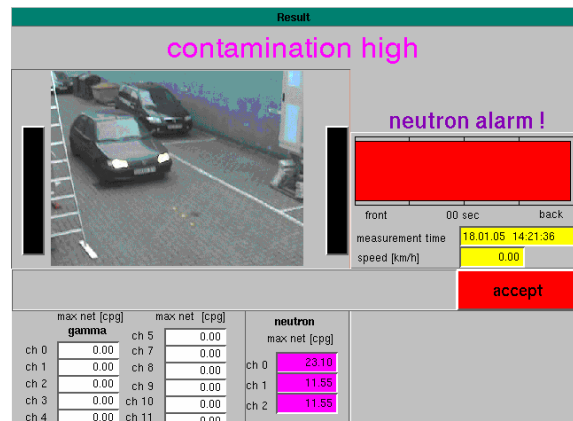 Result
contamination high
neutron alarm !
front 00 sec back
measurement time 18.01.05 14:21:36
speed [km/h] 0.00
accept
max net [cpg] max net [cpg]
gamma
ch 0 0.00
ch 1 0.00
ch 2 0.00
ch 3 0.00
ch 4 0.00
ch 5 0.00
ch 7 0.00
ch 8 0.00
ch 9 0.00
ch 10 0.00
ch 11 0.00
neutron
max net [cpg]
ch 0 23.10
ch 1 11.55
ch 2 11.55